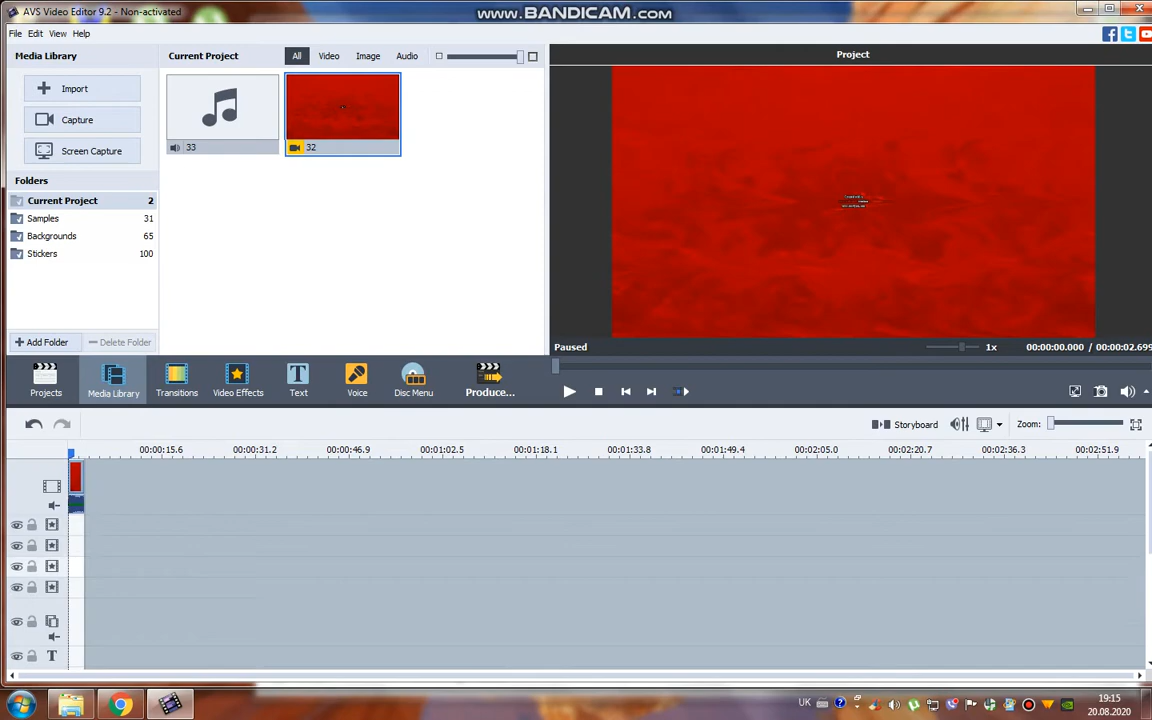 AVS Video Editor 9.2 - Non-activated
www.BANDICAM.com
File Edit View Help
Media Library
Current Project
All Video Image Audio
Project
Import
Capture
Screen Capture
33
32
Folders
Current Project 2
Samples 31
Backgrounds 65
Stickers 100
Add Folder
Delete Folder
Paused
1x
00:00:00.000 / 00:00:02.699
Projects
Media Library
Transitions
Video Effects
Text
Voice
Disc Menu
Produce...
Storyboard
Zoom:
00:00:15.6 00:00:31.2 00:00:46.9 00:01:02.5 00:01:18.1 00:01:33.8 00:01:49.4 00:02:05.0 00:02:20.7 00:02:36.3 00:02:51.9
T
UK
19:15
20.08.2020